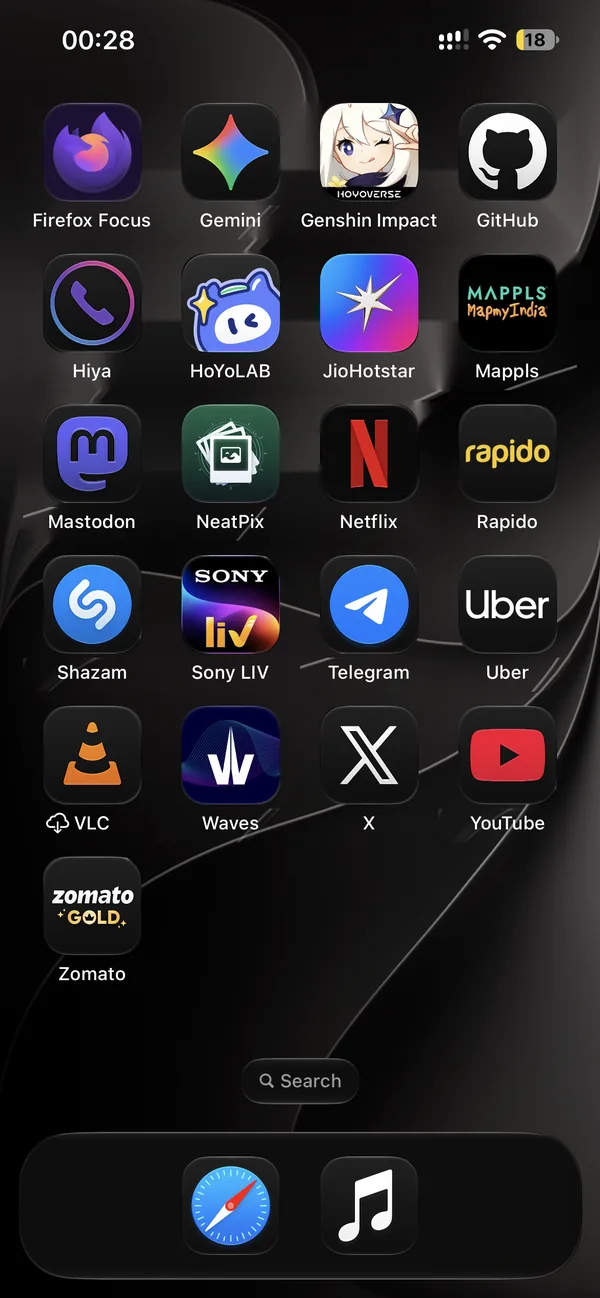 00:28
18
HOYOVERSE
Firefox Focus
Gemini
Genshin Impact
GitHub
MAPPLS
MapmyIndia
Hiya
HoYoLAB
JioHotstar
Mappls
m
N
rapido
Mastodon
NeatPix
Netflix
Rapido
SONY
liv
Uber
Shazam
Sony LIV
Telegram
Uber
W
X
VLC
Waves
X
YouTube
zomato
GOLD
Zomato
Search